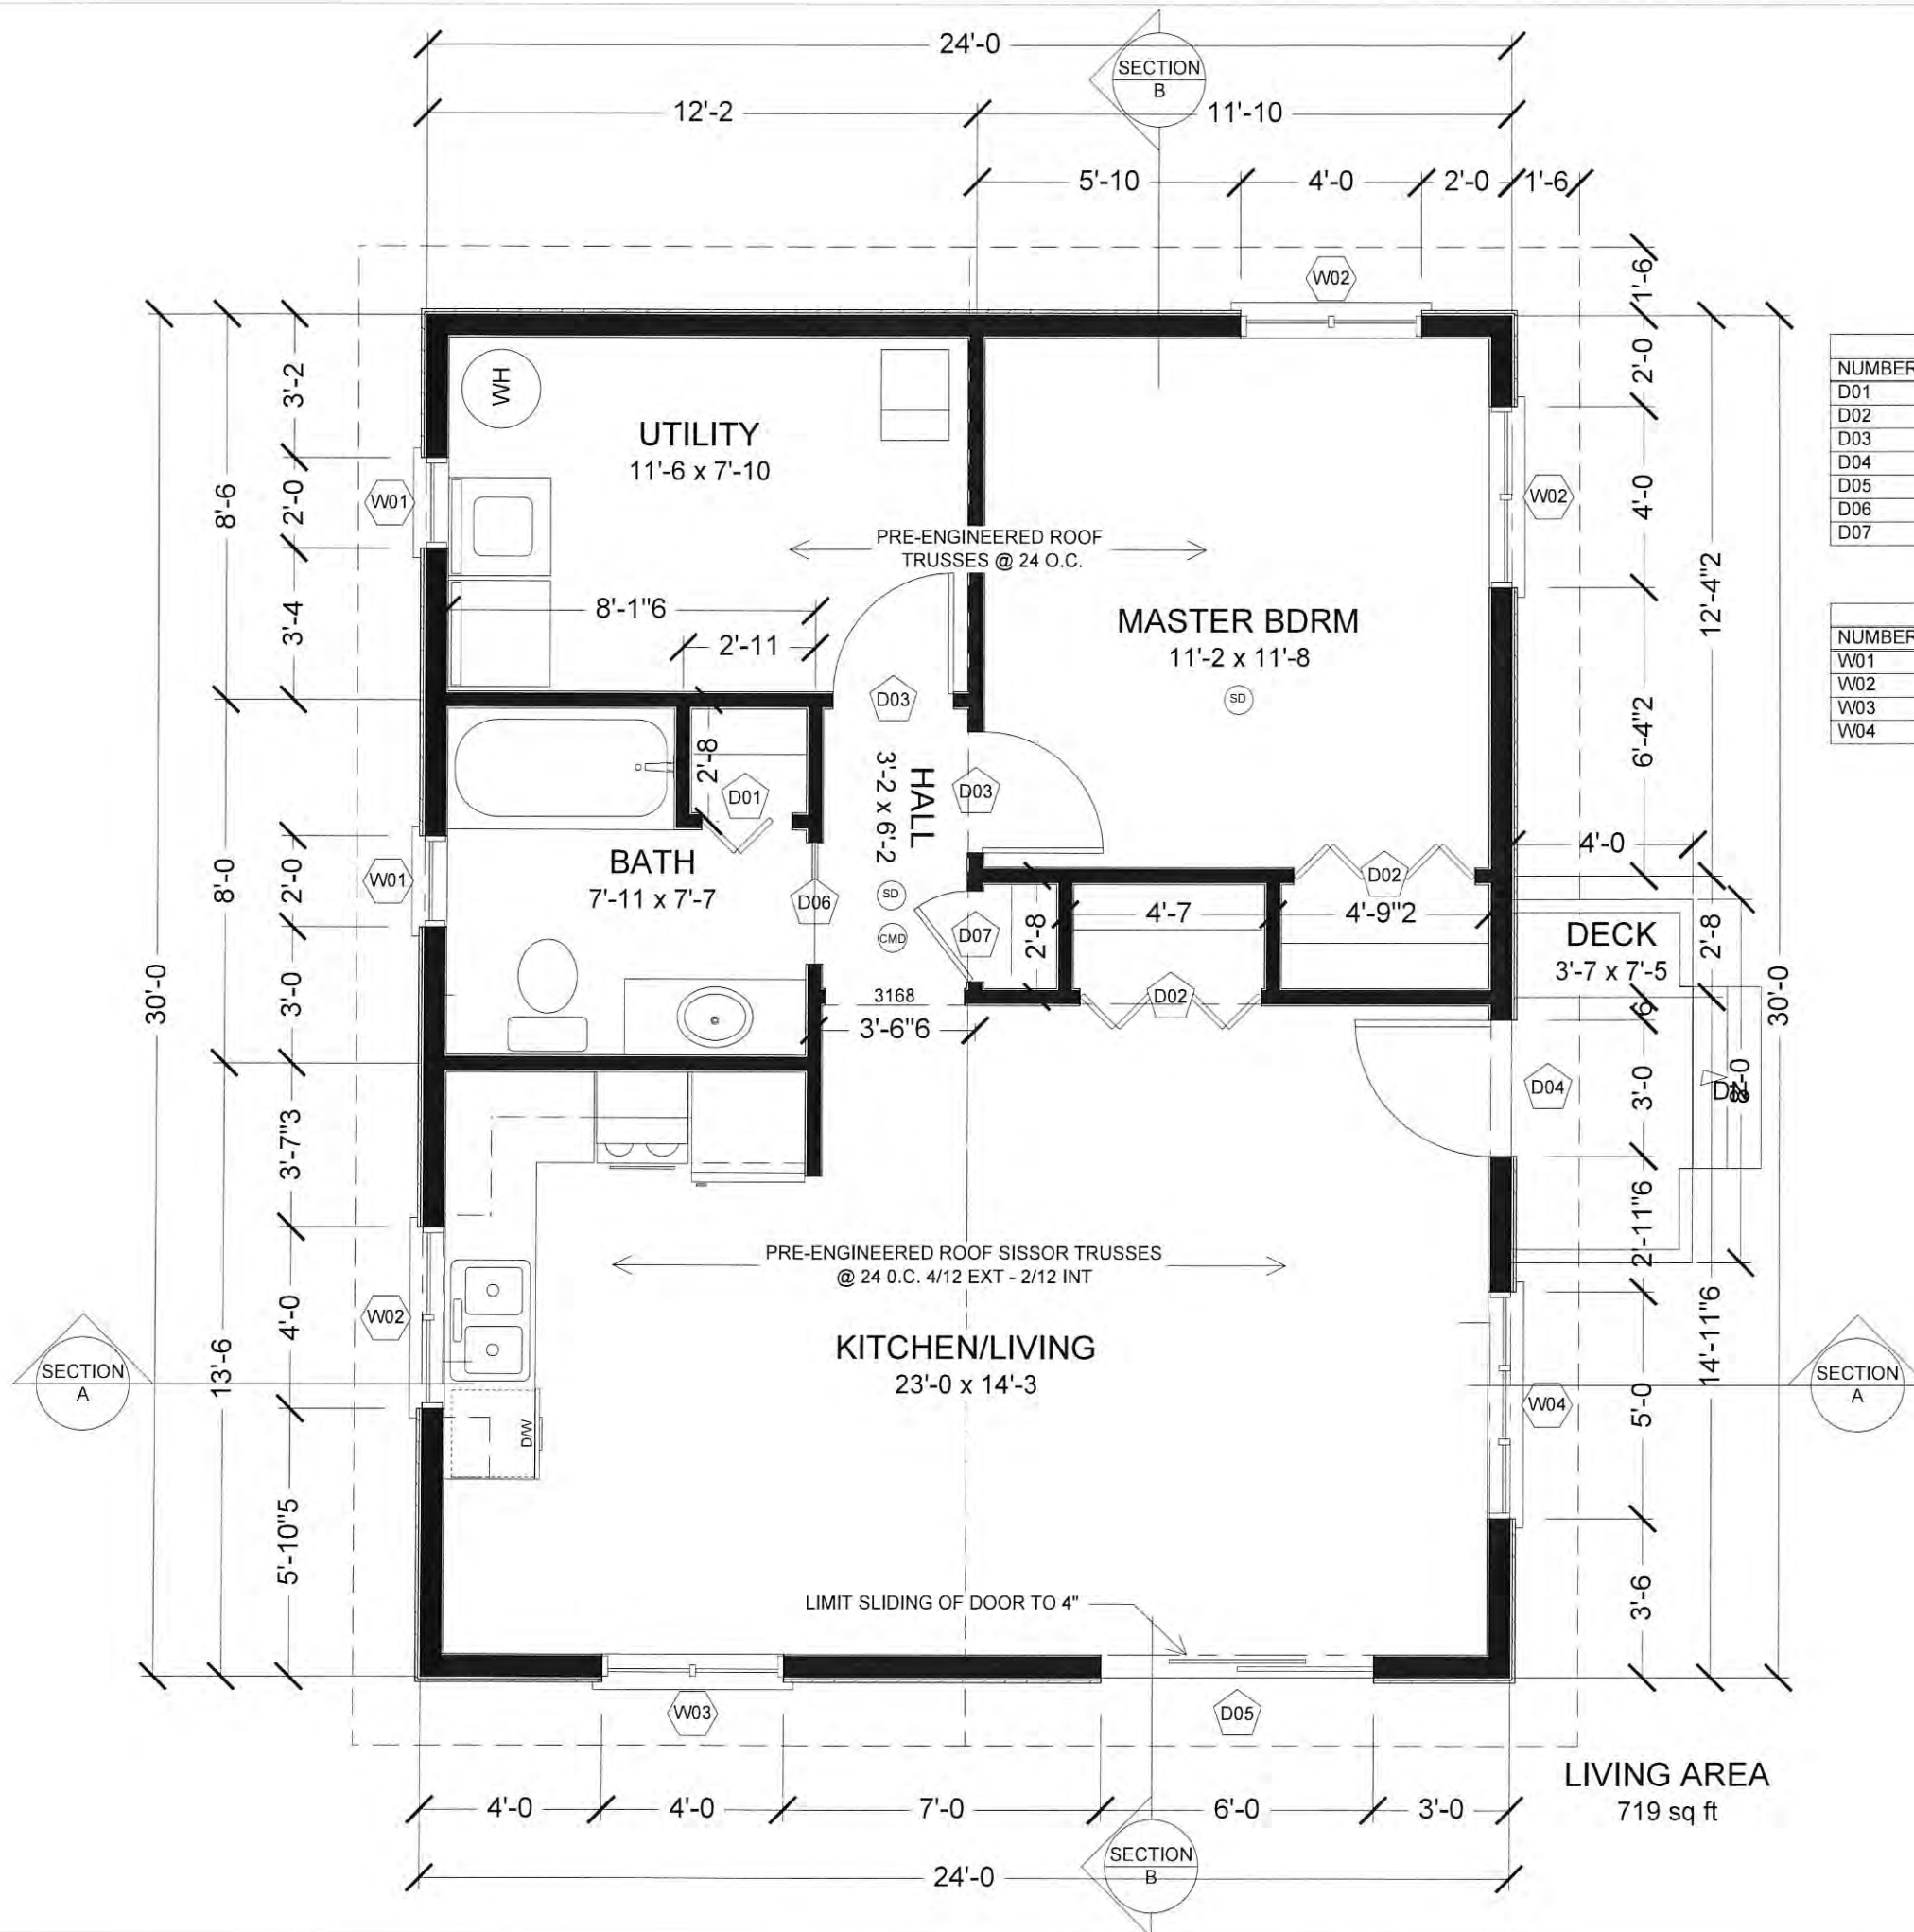 24'-0
SECTION
B
12'-2
11'-10
5'-10
4'-0
2'-0
1'-6
W02
1'-6
3'-2
2'-0
NUMBER
D01
D02
D03
D04
D05
D06
D07
WH
UTILITY
11'-6 x 7'-10
8'-6
W01
2'-0
W02
4'-0
PRE-ENGINEERED ROOF
TRUSSES @ 24 O.C.
12'-4"2
3'-4
8'-1"6
2'-11
MASTER BDRM
11'-2 x 11'-8
SD
NUMBER
W01
W02
W03
W04
D03
6'-4"2
2'-8
D01
HALL
3'-2 x 6'-2
D03
BATH
7'-11 x 7'-7
8'-0
2'-0
W01
D06
SD
CMD
D07
2'-8
4'-7
D02
4'-9"2
4'-0
DECK
3'-7 x 7'-5
2'-8
30'-0
3'-0
3168
3'-6"6
D02
6
30'-0
D04
3'-0
3'-7"3
2'-11"6
PRE-ENGINEERED ROOF SISSOR TRUSSES
@ 24 0.C. 4/12 EXT - 2/12 INT
W02
4'-0
13'-6
KITCHEN/LIVING
23'-0 x 14'-3
14'-11"6
SECTION
A
SECTION
A
D/W
W04
5'-0
5'-10"5
LIMIT SLIDING OF DOOR TO 4"
3'-6
W03
D05
LIVING AREA
719 sq ft
4'-0
4'-0
7'-0
6'-0
3'-0
SECTION
B
24'-0